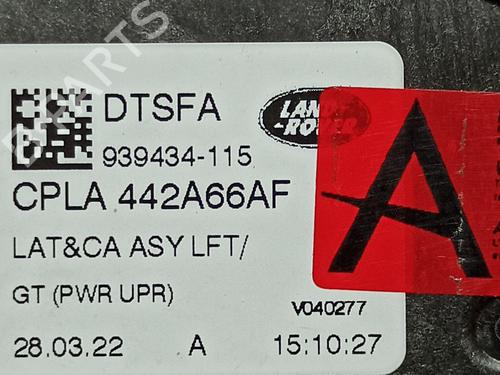 DTSFA
LAND
-ROVER
939434-115
CPLA 442A66AF
LAT&CA ASY LFT/
GT (PWR UPR)
V040277
28.03.22 A 15:10:27
A
B-PARTS